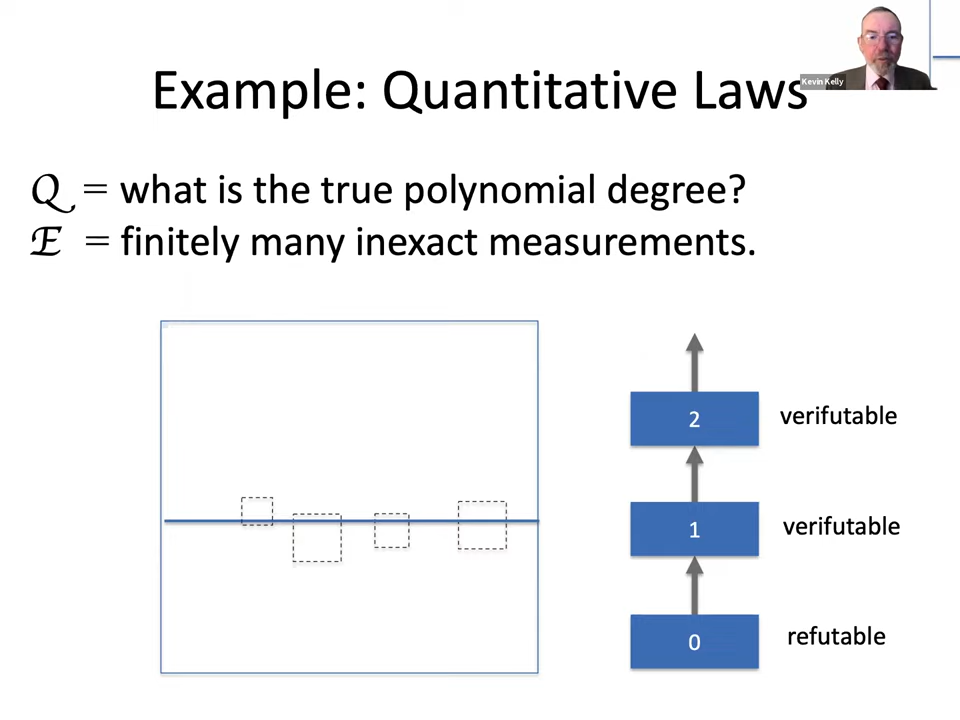 Kevin Kelly
Example: Quantitative Laws
Q = what is the true polynomial degree?
E = finitely many inexact measurements.
2 verifutable
1 verifutable
0 refutable